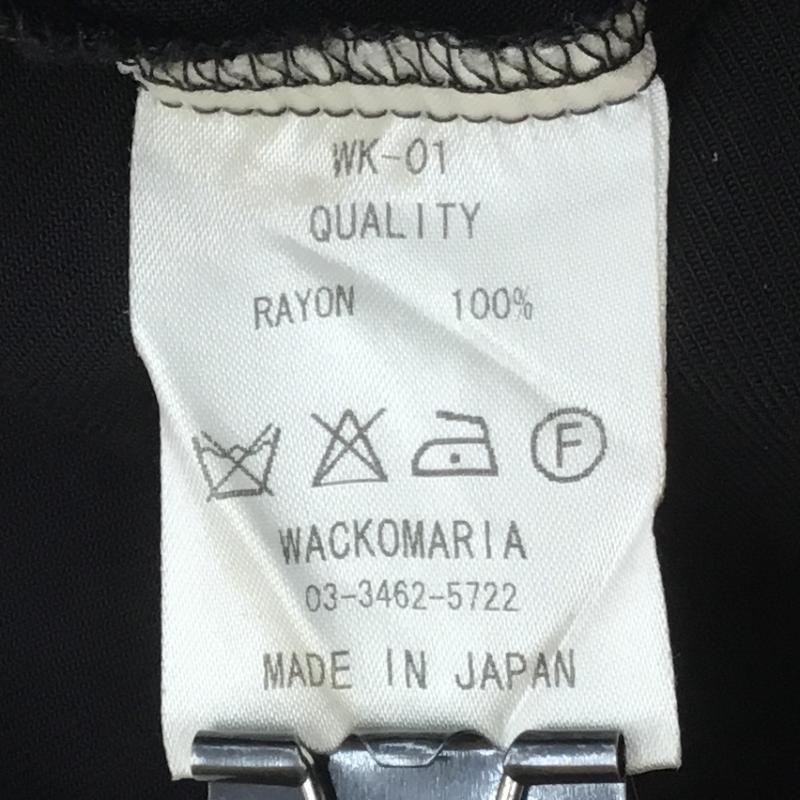 WK-01
QUALITY
RAYON 100%
F
WACKOMARIA
03-3462-5722
MADE IN JAPAN